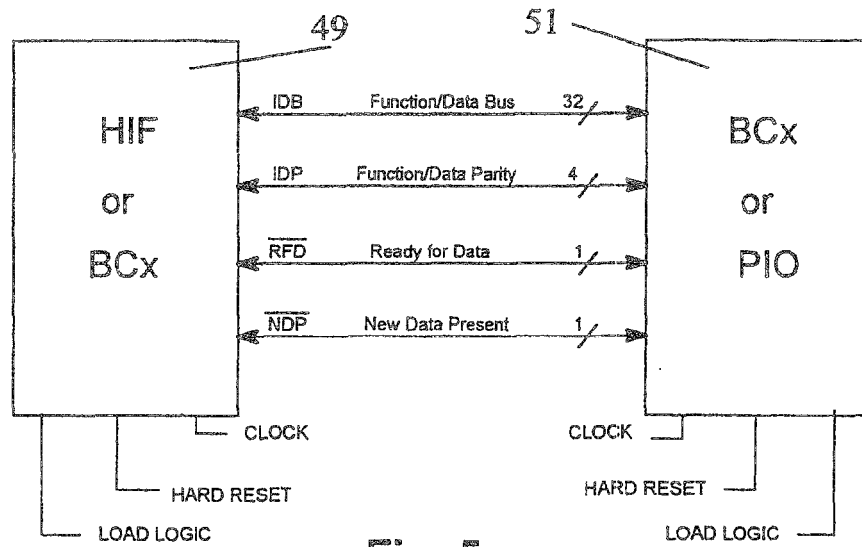 49
51
HIF
or
BCx
IDB Function/Data Bus 32
IDP Function/Data Parity 4
RFD Ready for Data 1
NDP New Data Present 1
BCx
or
PIO
CLOCK
CLOCK
HARD RESET
HARD RESET
LOAD LOGIC
LOAD LOGIC